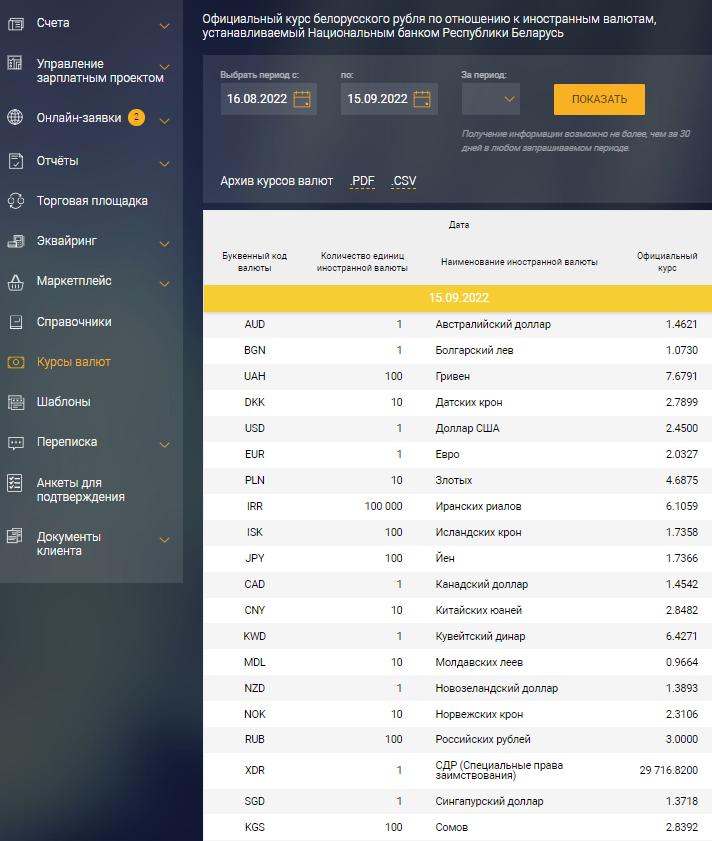 Счета
Управление
зарплатным проектом
Онлайн-заявки 2
Отчёты
Торговая площадка
Эквайринг
Маркетплейс
Справочники
Курсы валют
Шаблоны
Переписка
Анкеты для
подтверждения
Документы
клиента
Официальный курс белорусского рубля по отношению к иностранным валютам,
устанавливаемый Национальным банком Республики Беларусь
Выбрать период с: по: За период:
16.08.2022 15.09.2022 ПОКАЗАТЬ
Получение информации возможно не более, чем за 30
дней в любом запрашиваемом периоде.
Архив курсов валют .PDF .CSV
Дата
Буквенный код
валюты
Количество единиц
иностранной валюты
Наименование иностранной валюты
Официальный
курс
15.09.2022
AUD 1 Австралийский доллар 1.4621
BGN 1 Болгарский лев 1.0730
UAH 100 Гривен 7.6791
DKK 10 Датских крон 2.7899
USD 1 Доллар США 2.4500
EUR 1 Евро 2.0327
PLN 10 Злотых 4.6875
IRR 100 000 Иранских риалов 6.1059
ISK 100 Исландских крон 1.7358
JPY 100 Йен 1.7366
CAD 1 Канадский доллар 1.4542
CNY 10 Китайских юаней 2.8482
KWD 1 Кувейтский динар 6.4271
MDL 10 Молдавских леев 0.9664
NZD 1 Новозеландский доллар 1.3893
NOK 10 Норвежских крон 2.3106
RUB 100 Российских рублей 3.0000
XDR 1 СДР (Специальные права
заимствования) 29 716.8200
SGD 1 Сингапурский доллар 1.3718
KGS 100 Сомов 2.8392